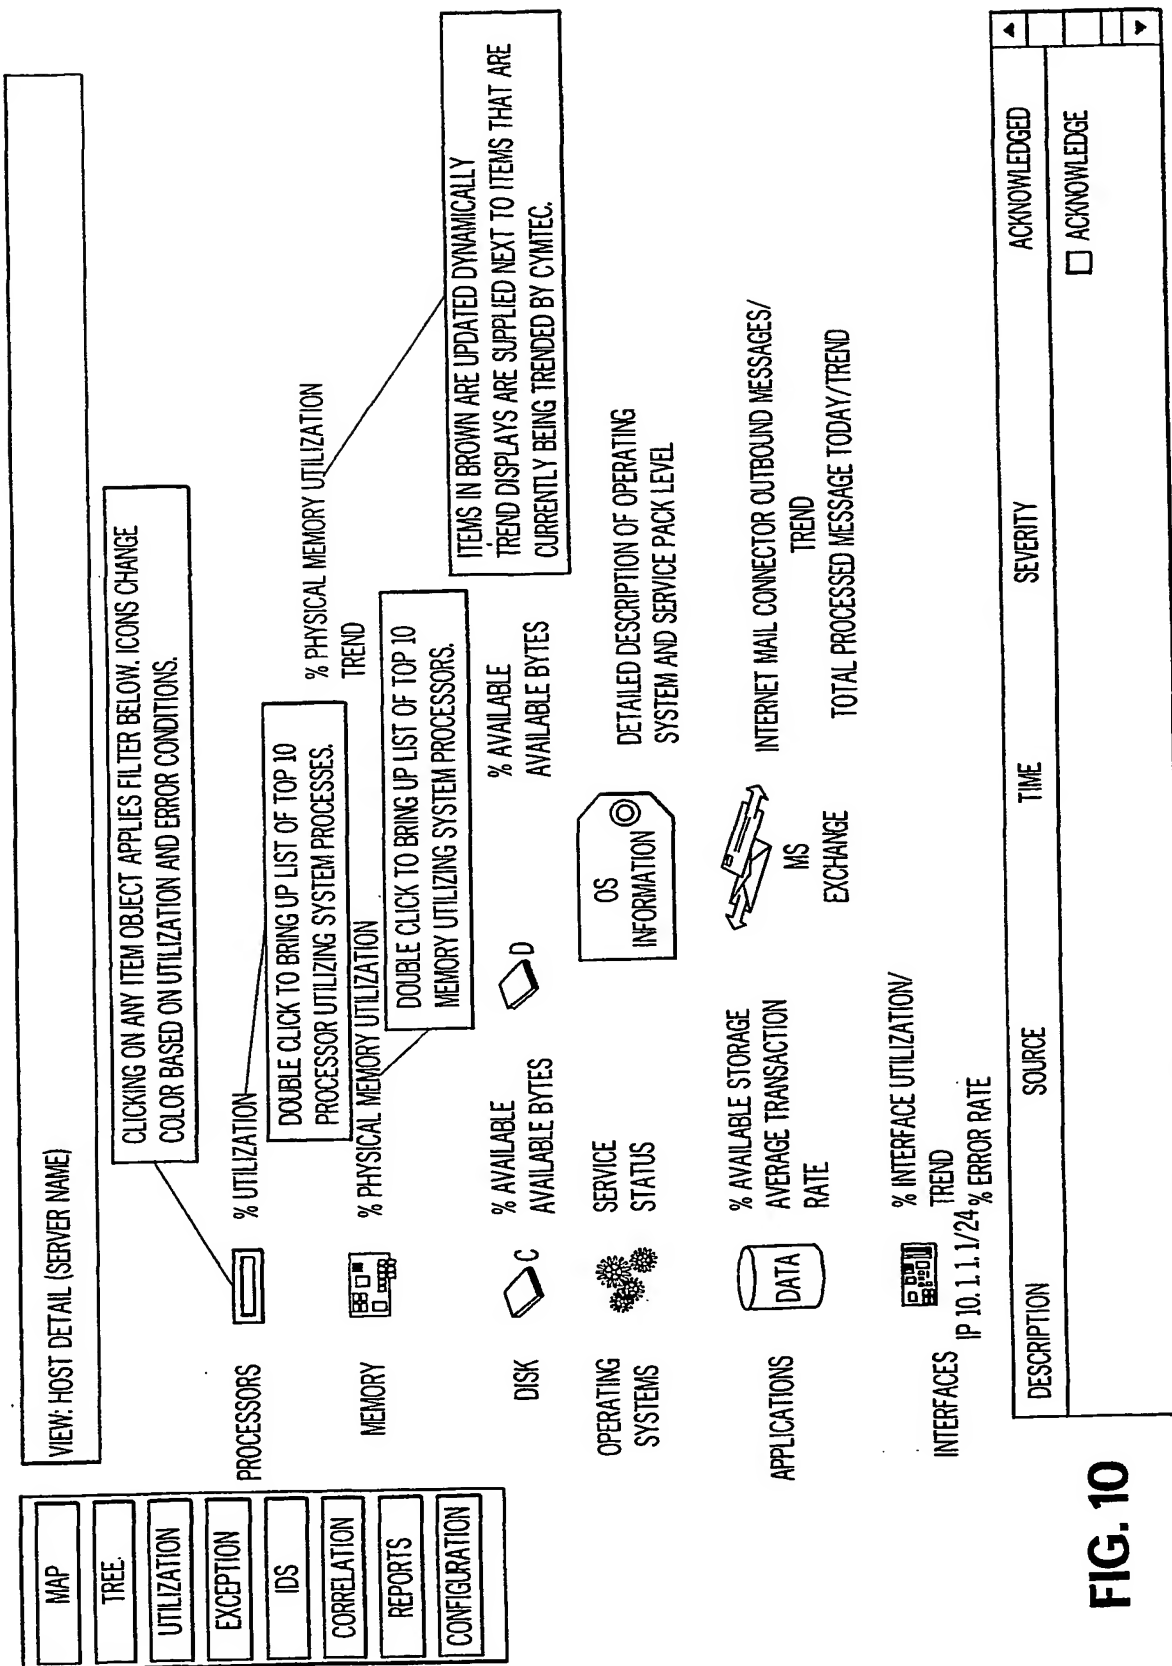 MAP
TREE.
UTILIZATION
EXCEPTION
IDS
CORRELATION
REPORTS
CONFIGURATION
VIEW: HOST DETAIL (SERVER NAME)
CLICKING ON ANY ITEM OBJECT APPLIES FILTER BELOW. ICONS CHANGE
COLOR BASED ON UTILIZATION AND ERROR CONDITIONS.
PROCESSORS
% UTILIZATION
DOUBLE CLICK TO BRING UP LIST OF TOP 10
PROCESSOR UTILIZING SYSTEM PROCESSES.
% PHYSICAL MEMORY UTILIZATION
TREND
MEMORY
% PHYSICAL MEMORY UTILIZATION
DOUBLE CLICK TO BRING UP LIST OF TOP 10
MEMORY UTILIZING SYSTEM PROCESSORS.
ITEMS IN BROWN ARE UPDATED DYNAMICALLY
TREND DISPLAYS ARE SUPPLIED NEXT TO ITEMS THAT ARE
CURRENTLY BEING TRENDED BY CYMTEC.
DISK
C
% AVAILABLE
AVAILABLE BYTES
D
% AVAILABLE
AVAILABLE BYTES
OPERATING
SYSTEMS
SERVICE
STATUS
OS
INFORMATION
DETAILED DESCRIPTION OF OPERATING
SYSTEM AND SERVICE PACK LEVEL
APPLICATIONS
DATA
% AVAILABLE STORAGE
AVERAGE TRANSACTION
RATE
MS
EXCHANGE
INTERNET MAIL CONNECTOR OUTBOUND MESSAGES/
TREND
TOTAL PROCESSED MESSAGE TODAY/TREND
INTERFACES
IP 10. 1. 1. 1/24
% INTERFACE UTILIZATION/
TREND
% ERROR RATE
DESCRIPTION SOURCE TIME SEVERITY ACKNOWLEDGED
ACKNOWLEDGE
FIG. 10